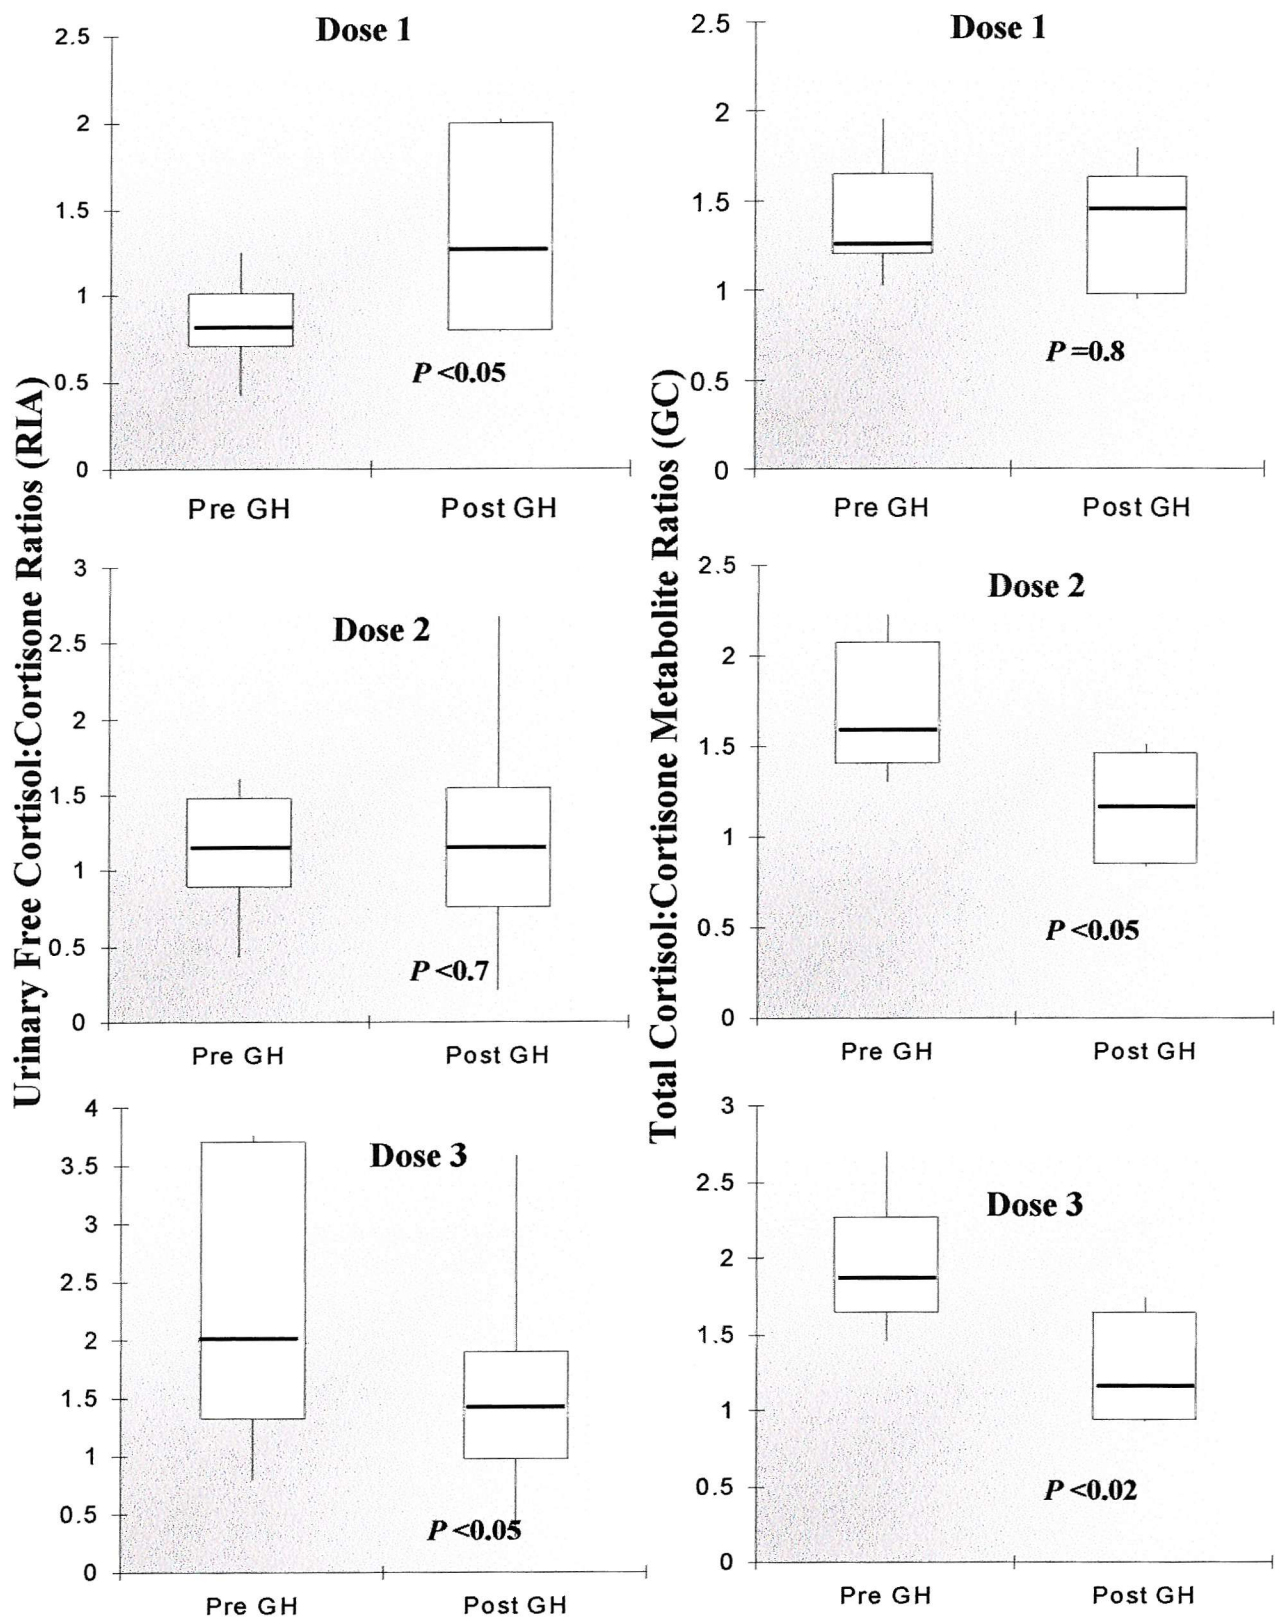 Urinary Free Cortisol:Cortisone Ratios (RIA)
Dose 1
2.5
2
1.5
1
0.5
0
P <0.05
Pre GH
Post GH
Dose 2
3
2.5
2
1.5
1
0.5
0
P <0.7
Pre GH
Post GH
Dose 3
4
3.5
3
2.5
2
1.5
1
0.5
0
P <0.05
Pre GH
Post GH
Total Cortisol:Cortisone Metabolite Ratios (GC)
Dose 1
2.5
2
1.5
1
0.5
0
P =0.8
Pre GH
Post GH
Dose 2
2.5
2
1.5
1
0.5
0
P <0.05
Pre GH
Post GH
Dose 3
3
2.5
2
1.5
1
0.5
0
P <0.02
Pre GH
Post GH